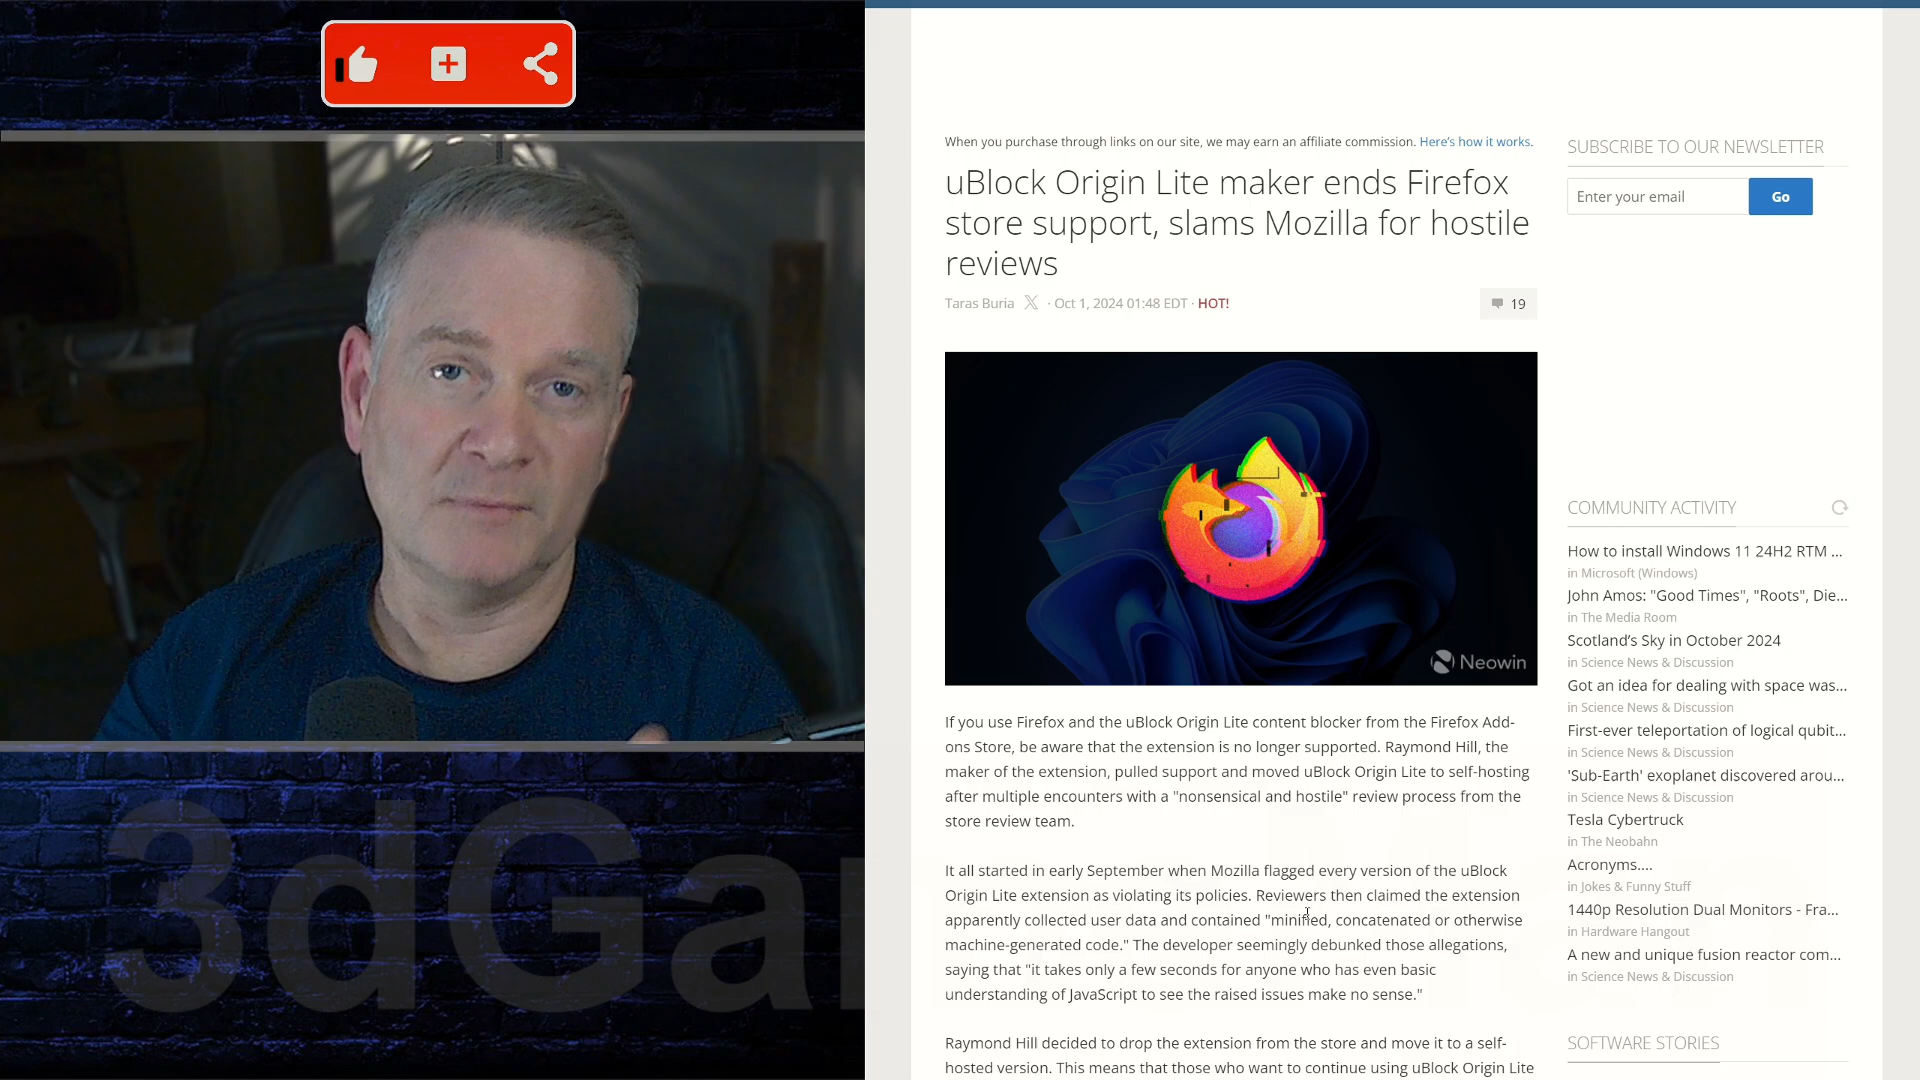 When you purchase through links on our site, we may earn an affiliate commission. Here's how it works.
uBlock Origin Lite maker ends Firefox
store support, slams Mozilla for hostile
reviews
Taras Buria · Oct 1, 2024 01:48 EDT · HOT!
19
Neowin
If you use Firefox and the uBlock Origin Lite content blocker from the Firefox Add-
ons Store, be aware that the extension is no longer supported. Raymond Hill, the
maker of the extension, pulled support and moved uBlock Origin Lite to self-hosting
after multiple encounters with a "nonsensical and hostile" review process from the
store review team.
It all started in early September when Mozilla flagged every version of the uBlock
Origin Lite extension as violating its policies. Reviewers then claimed the extension
apparently collected user data and contained "minified, concatenated or otherwise
machine-generated code." The developer seemingly debunked those allegations,
saying that "it takes only a few seconds for anyone who has even basic
understanding of JavaScript to see the raised issues make no sense."
Raymond Hill decided to drop the extension from the store and move it to a self-
hosted version. This means that those who want to continue using uBlock Origin Lite
SUBSCRIBE TO OUR NEWSLETTER
Enter your email
Go
COMMUNITY ACTIVITY
How to install Windows 11 24H2 RTM ...
in Microsoft (Windows)
John Amos: "Good Times", "Roots", Die...
in The Media Room
Scotland's Sky in October 2024
in Science News & Discussion
Got an idea for dealing with space was...
in Science News & Discussion
First-ever teleportation of logical qubit...
in Science News & Discussion
'Sub-Earth' exoplanet discovered arou...
in Science News & Discussion
Tesla Cybertruck
in The Neobahn
Acronyms....
in Jokes & Funny Stuff
1440p Resolution Dual Monitors - Fra...
in Hardware Hangout
A new and unique fusion reactor com...
in Science News & Discussion
SOFTWARE STORIES
3dGa